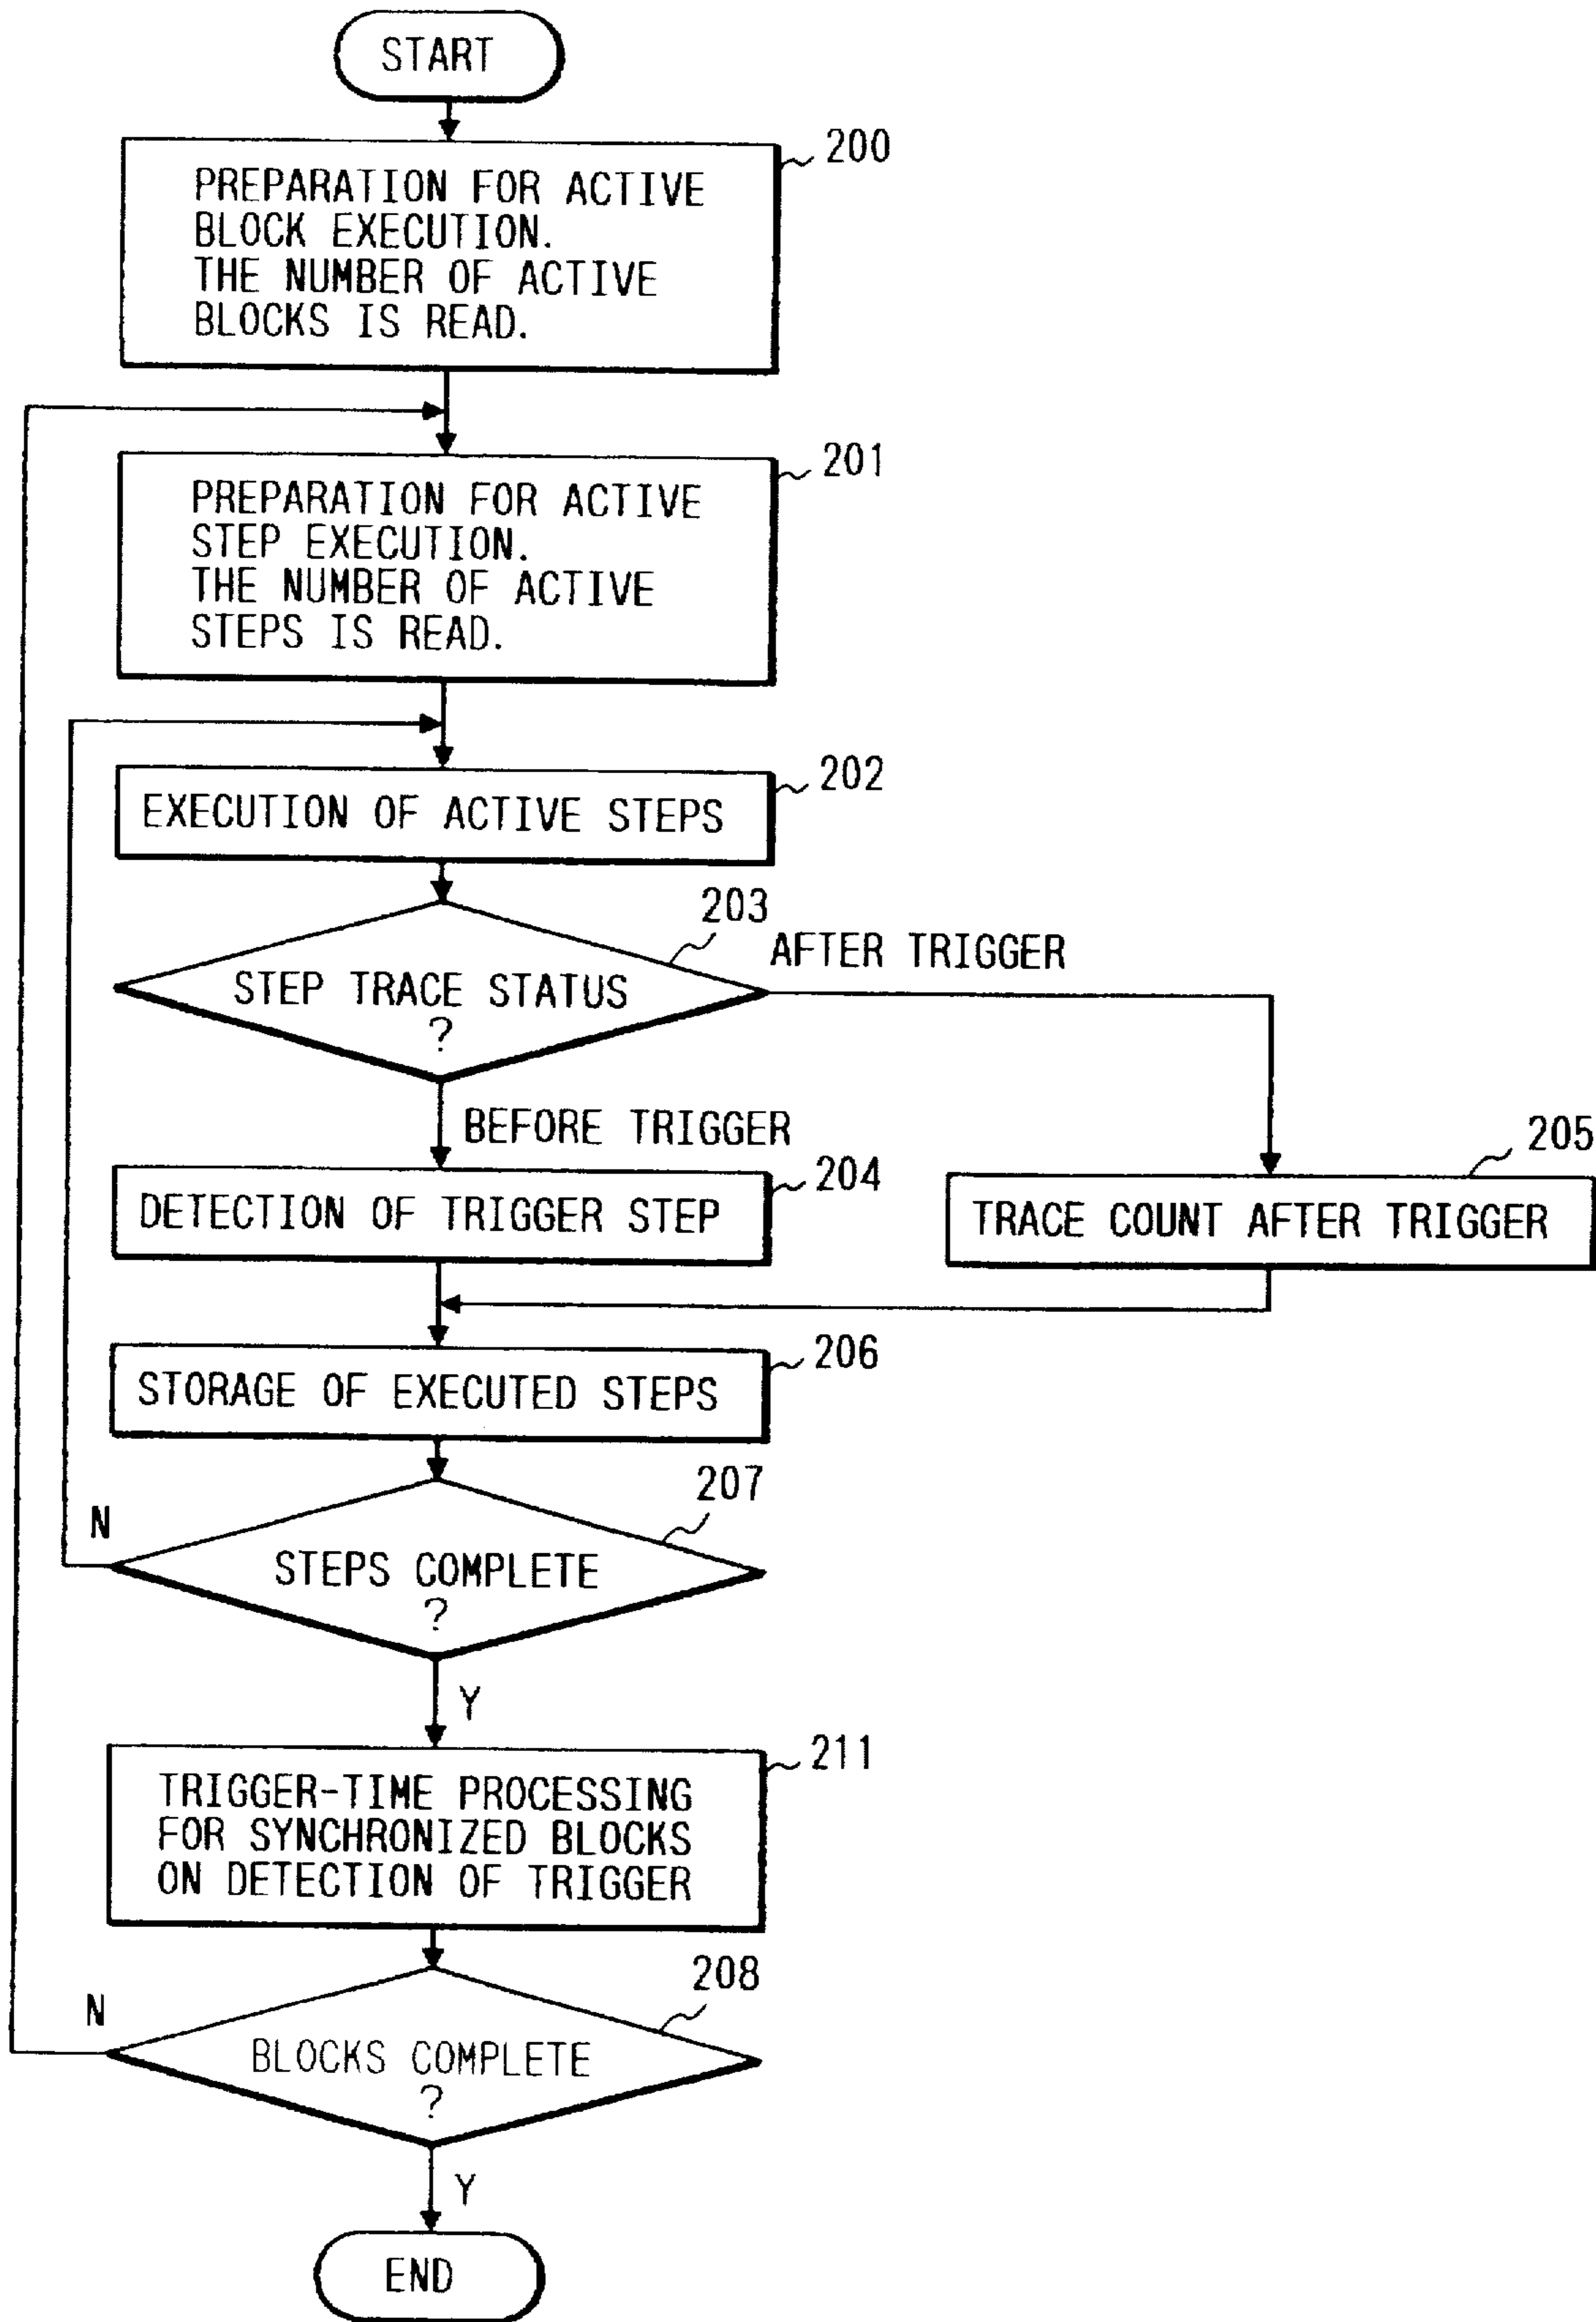 START
200
PREPARATION FOR ACTIVE
BLOCK EXECUTION.
THE NUMBER OF ACTIVE
BLOCKS IS READ.
201
PREPARATION FOR ACTIVE
STEP EXECUTION.
THE NUMBER OF ACTIVE
STEPS IS READ.
202
EXECUTION OF ACTIVE STEPS
203
AFTER TRIGGER
STEP TRACE STATUS
?
BEFORE TRIGGER
204
DETECTION OF TRIGGER STEP
205
TRACE COUNT AFTER TRIGGER
206
STORAGE OF EXECUTED STEPS
207
N
STEPS COMPLETE
?
Y
211
TRIGGER-TIME PROCESSING
FOR SYNCHRONIZED BLOCKS
ON DETECTION OF TRIGGER
208
N
BLOCKS COMPLETE
?
Y
END